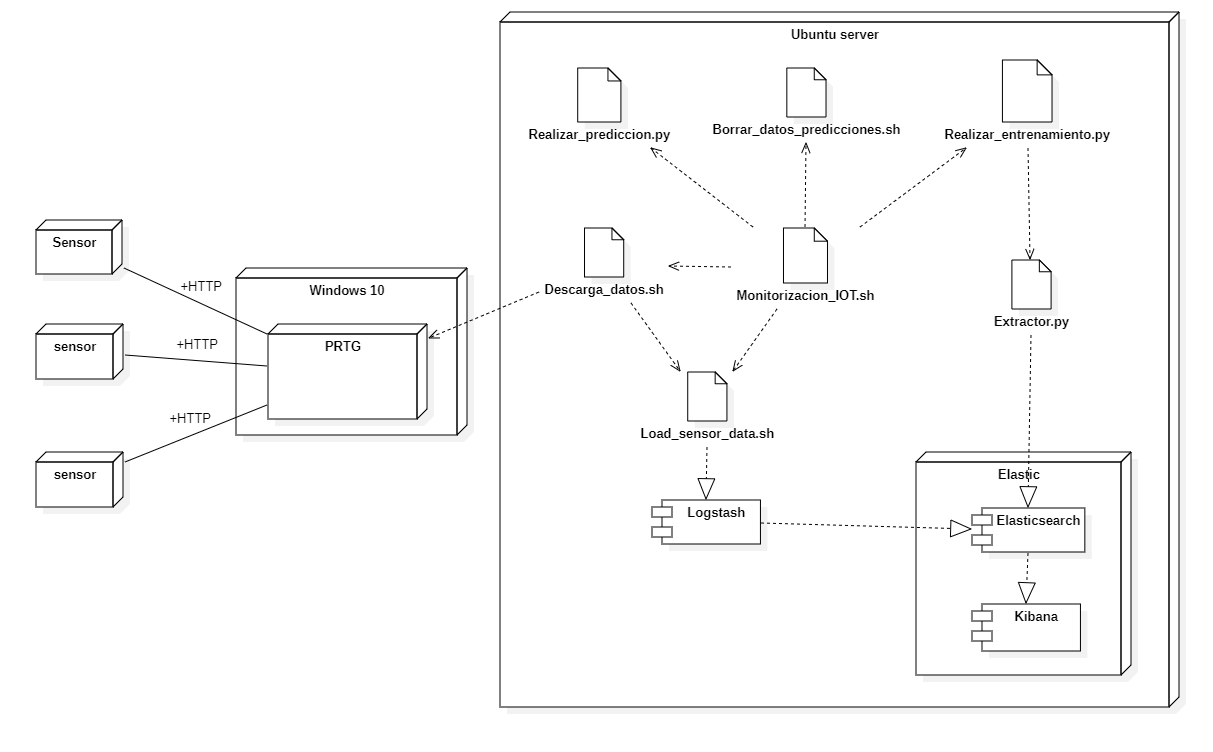 Ubuntu server
Realizar_prediccion.py
Borrar_datos_predicciones.sh
Realizar_entrenamiento.py
Sensor
+HTTP
Windows 10
Descarga_datos.sh
Monitorizacion_IOT.sh
Extractor.py
sensor
+HTTP
PRTG
+HTTP
Load_sensor_data.sh
sensor
Elastic
Logstash
Elasticsearch
Kibana